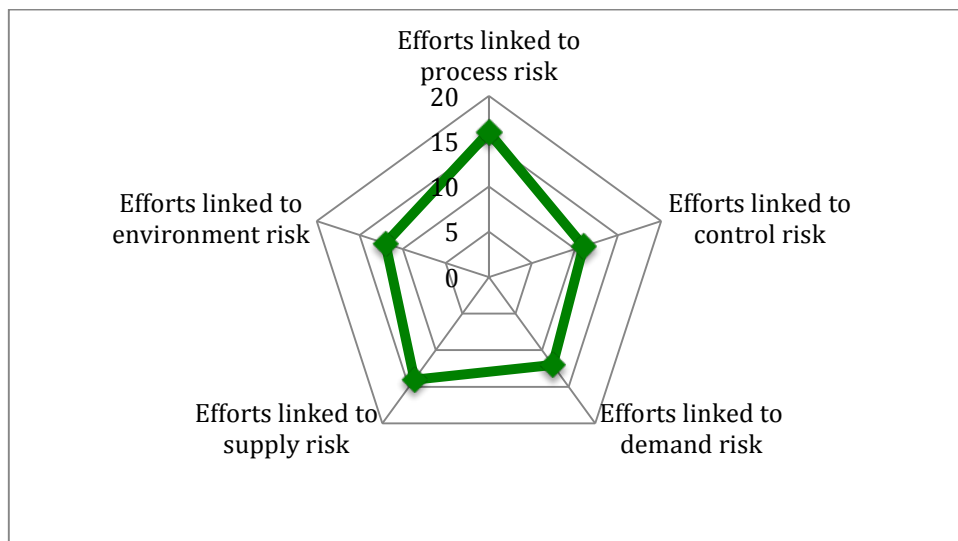 Efforts linked to
process risk
20
15
10
5
0
Efforts linked to
control risk
Efforts linked to
demand risk
Efforts linked to
supply risk
Efforts linked to
environment risk